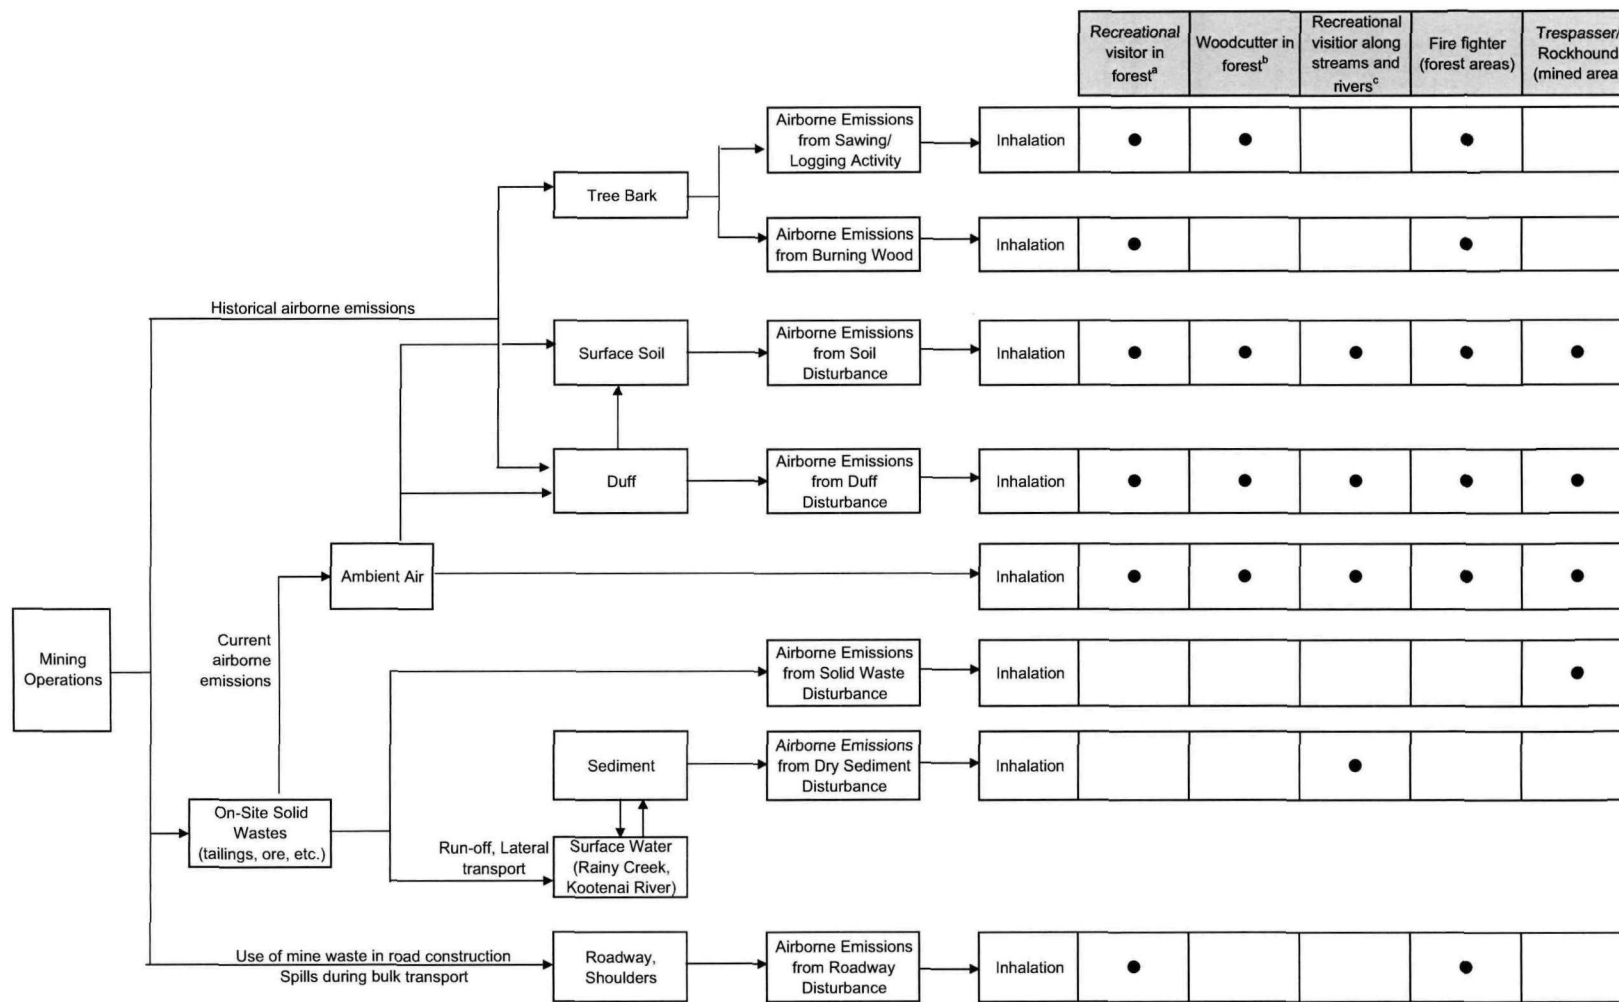 Recreational
visitor in
forestᵃ
Woodcutter in
forestᵇ
Recreational
visitior along
streams and
riversᶜ
Fire fighter
(forest areas)
Trespasser/
Rockhound
(mined area
Airborne Emissions
from Sawing/
Logging Activity
Inhalation
Tree Bark
Airborne Emissions
from Burning Wood
Inhalation
Historical airborne emissions
Surface Soil
Airborne Emissions
from Soil
Disturbance
Inhalation
Duff
Airborne Emissions
from Duff
Disturbance
Inhalation
Ambient Air
Inhalation
Mining
Operations
Current
airborne
emissions
Airborne Emissions
from Solid Waste
Disturbance
Inhalation
Sediment
Airborne Emissions
from Dry Sediment
Disturbance
Inhalation
On-Site Solid
Wastes
(tailings, ore, etc.)
Run-off, Lateral
transport
Surface Water
(Rainy Creek,
Kootenai River)
Use of mine waste in road construction
Spills during bulk transport
Roadway,
Shoulders
Airborne Emissions
from Roadway
Disturbance
Inhalation